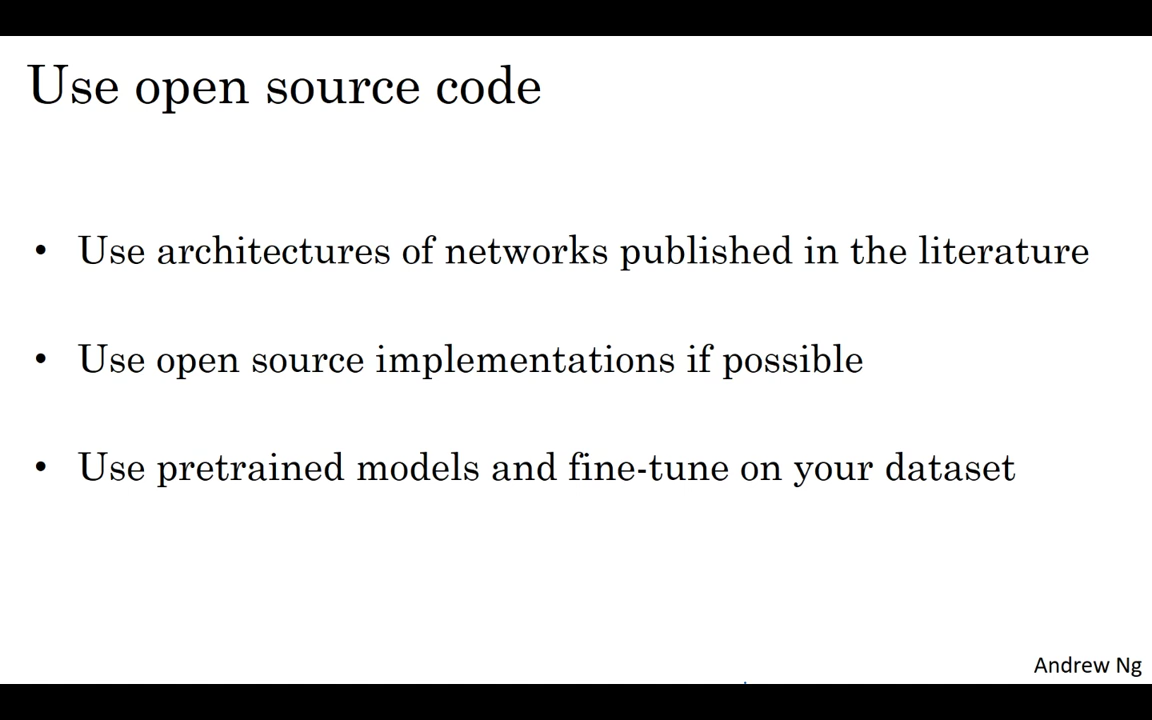 Use open source code
• Use architectures of networks published in the literature
• Use open source implementations if possible
• Use pretrained models and fine-tune on your dataset
Andrew Ng